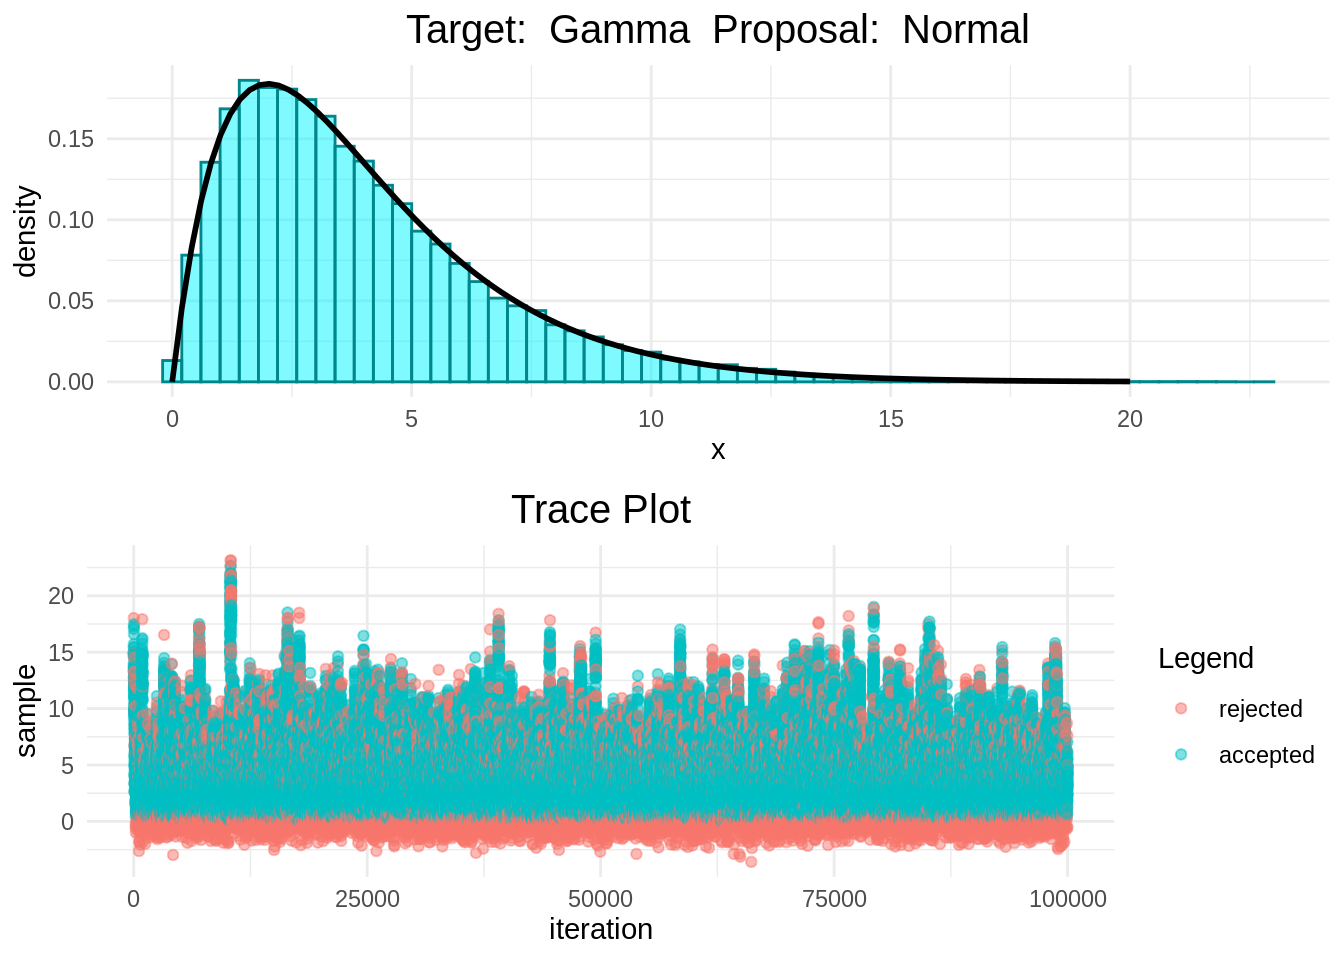 Target:  Gamma  Proposal:  Normal
density
0.15
0.10
0.05
0.00
0 5 10 15 20
x
Trace Plot
sample
20
15
10
5
0
0 25000 50000 75000 100000
iteration
Legend
rejected
accepted